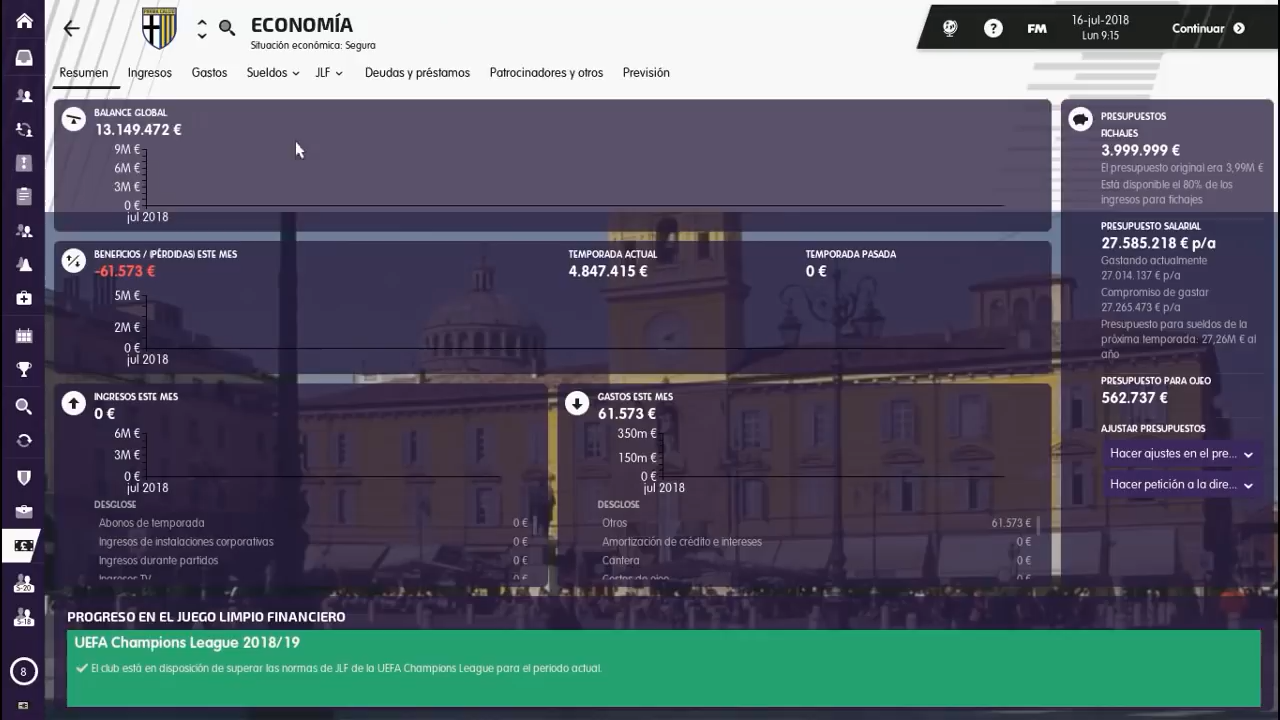 ECONOMÍA
Situación económica: Segura
FM
16-jul-2018
Lun 9:15
Continuar
Resumen
Ingresos
Gastos
Sueldos
JLF
Deudas y préstamos
Patrocinadores y otros
Previsión
BALANCE GLOBAL
13.149.472 €
9M €
6M €
3M €
0 €
jul 2018
BENEFICIOS / (PÉRDIDAS) ESTE MES
-61.573 €
TEMPORADA ACTUAL
4.847.415 €
TEMPORADA PASADA
0 €
5M €
2M €
0 €
jul 2018
INGRESOS ESTE MES
0 €
6M €
3M €
0 €
jul 2018
DESGLOSE
Abonos de temporada 0 €
Ingresos de instalaciones corporativas 0 €
Ingresos durante partidos 0 €
Ingresos TV 0 €
GASTOS ESTE MES
61.573 €
350m €
150m €
0 €
jul 2018
DESGLOSE
Otros 61.573 €
Amortización de crédito e intereses 0 €
Cantera 0 €
Gastos de ojeo 0 €
PRESUPUESTOS
FICHAJES
3.999.999 €
El presupuesto original era 3,99M €
Está disponible el 80% de los
ingresos para fichajes
PRESUPUESTO SALARIAL
27.585.218 € p/a
Gastando actualmente
27.014.137 € p/a
Compromiso de gastar
27.265.473 € p/a
Presupuesto para sueldos de la
próxima temporada: 27,26M € al
año
PRESUPUESTO PARA OJEO
562.737 €
AJUSTAR PRESUPUESTOS
Hacer ajustes en el pre...
Hacer petición a la dire...
S-20
S-18
8
PROGRESO EN EL JUEGO LIMPIO FINANCIERO
UEFA Champions League 2018/19
El club está en disposición de superar las normas de JLF de la UEFA Champions League para el periodo actual.